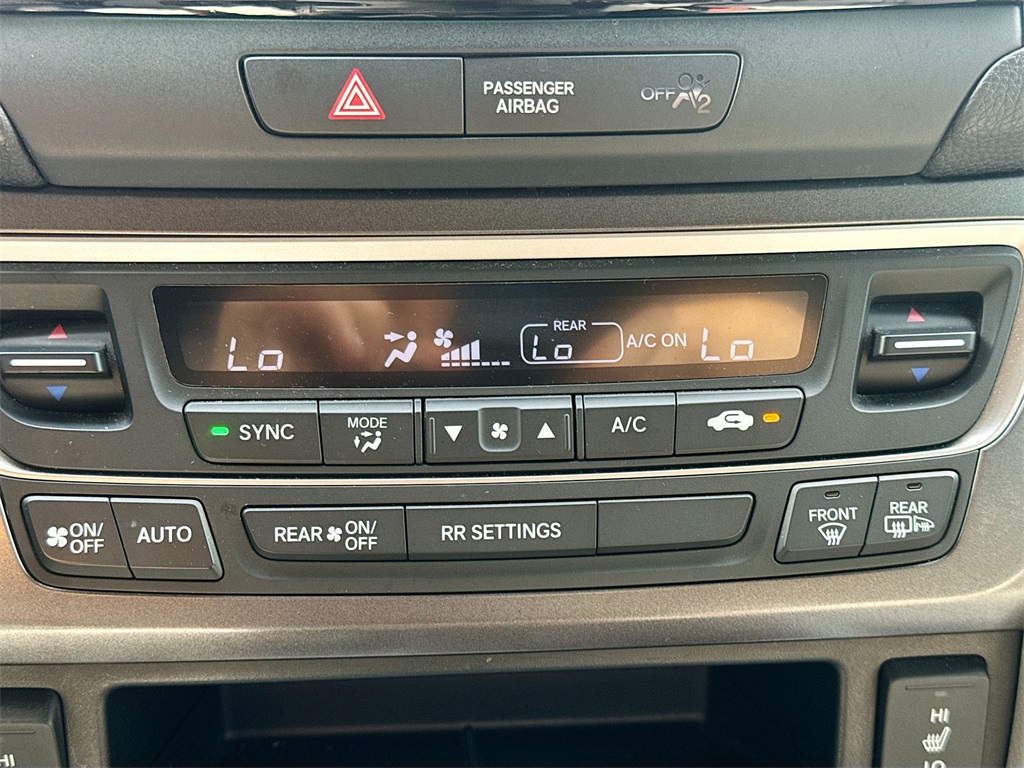 PASSENGER
AIRBAG
OFF
2
REAR
Lo
Lo
A/C ON
Lo
SYNC
MODE
A/C
ON/
OFF
AUTO
REAR
ON/
OFF
RR SETTINGS
FRONT
REAR
HI
HI